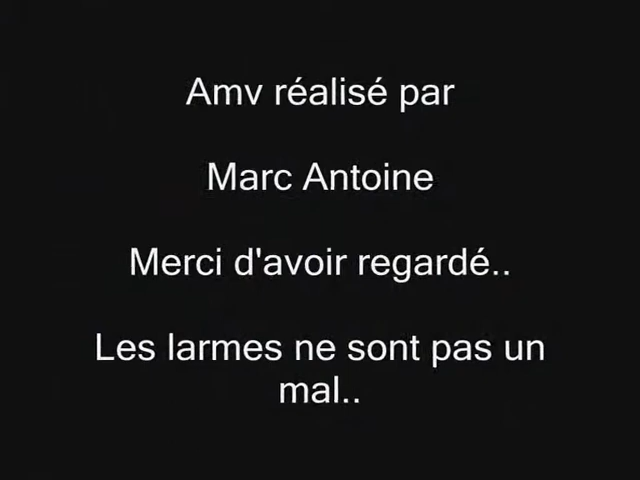 Amv réalisé par
Marc Antoine
Merci d'avoir regardé..
Les larmes ne sont pas un
mal..